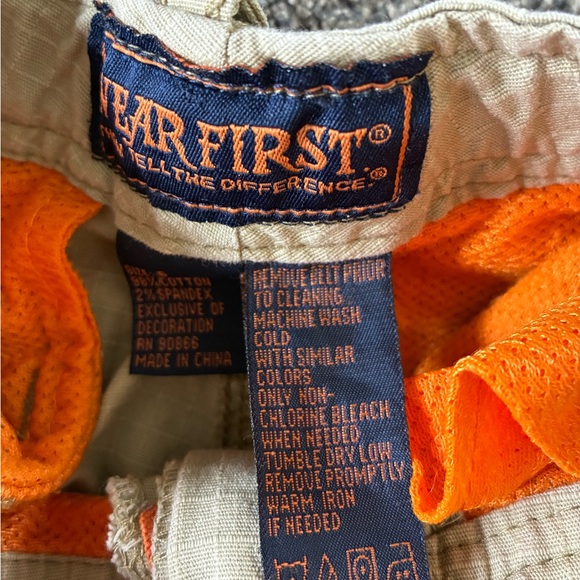 WEAR FIRST®
TELL THE DIFFERENCE.®
SIZE
98% COTTON
2% SPANDEX
EXCLUSIVE OF
DECORATION
RN 90866
MADE IN CHINA
REMOVE BELT PRIOR
TO CLEANING
MACHINE WASH
COLD
WITH SIMILAR
COLORS
ONLY NON-
CHLORINE BLEACH
WHEN NEEDED
TUMBLE DRY LOW
REMOVE PROMPTLY
WARM IRON
IF NEEDED